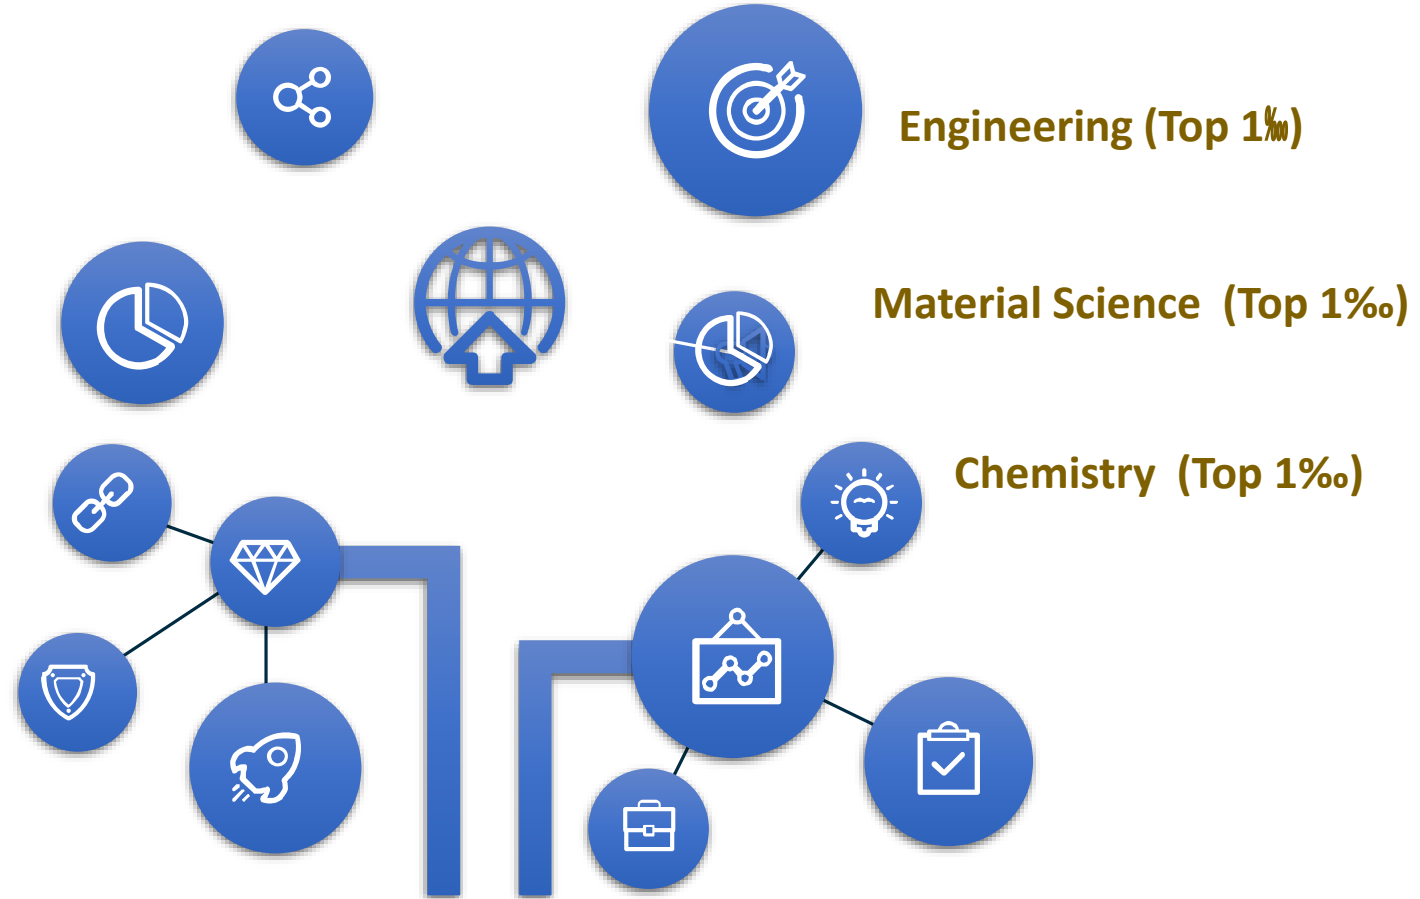 Engineering (Top 1‰)
Material Science (Top 1‰)
Chemistry (Top 1‰)